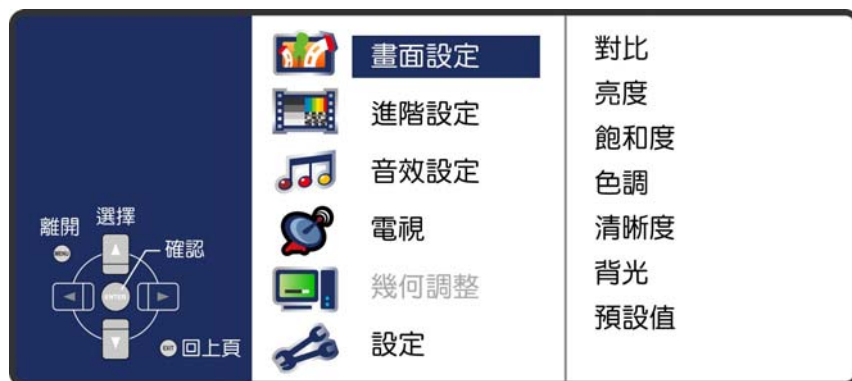 離開
選擇
確認
MENU
ENTER
EXIT
回上頁
畫面設定
進階設定
音效設定
電視
幾何調整
設定
對比
亮度
飽和度
色調
清晰度
背光
預設值